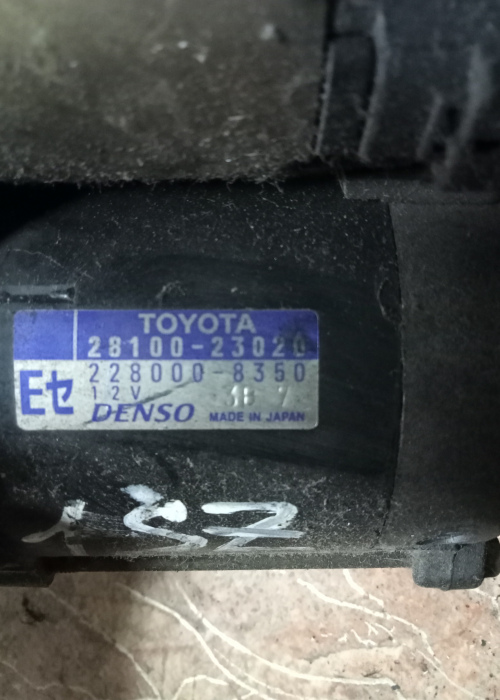 TOYOTA
28100-23020
Eセ
228000-8350
12V
DENSO MADE IN JAPAN